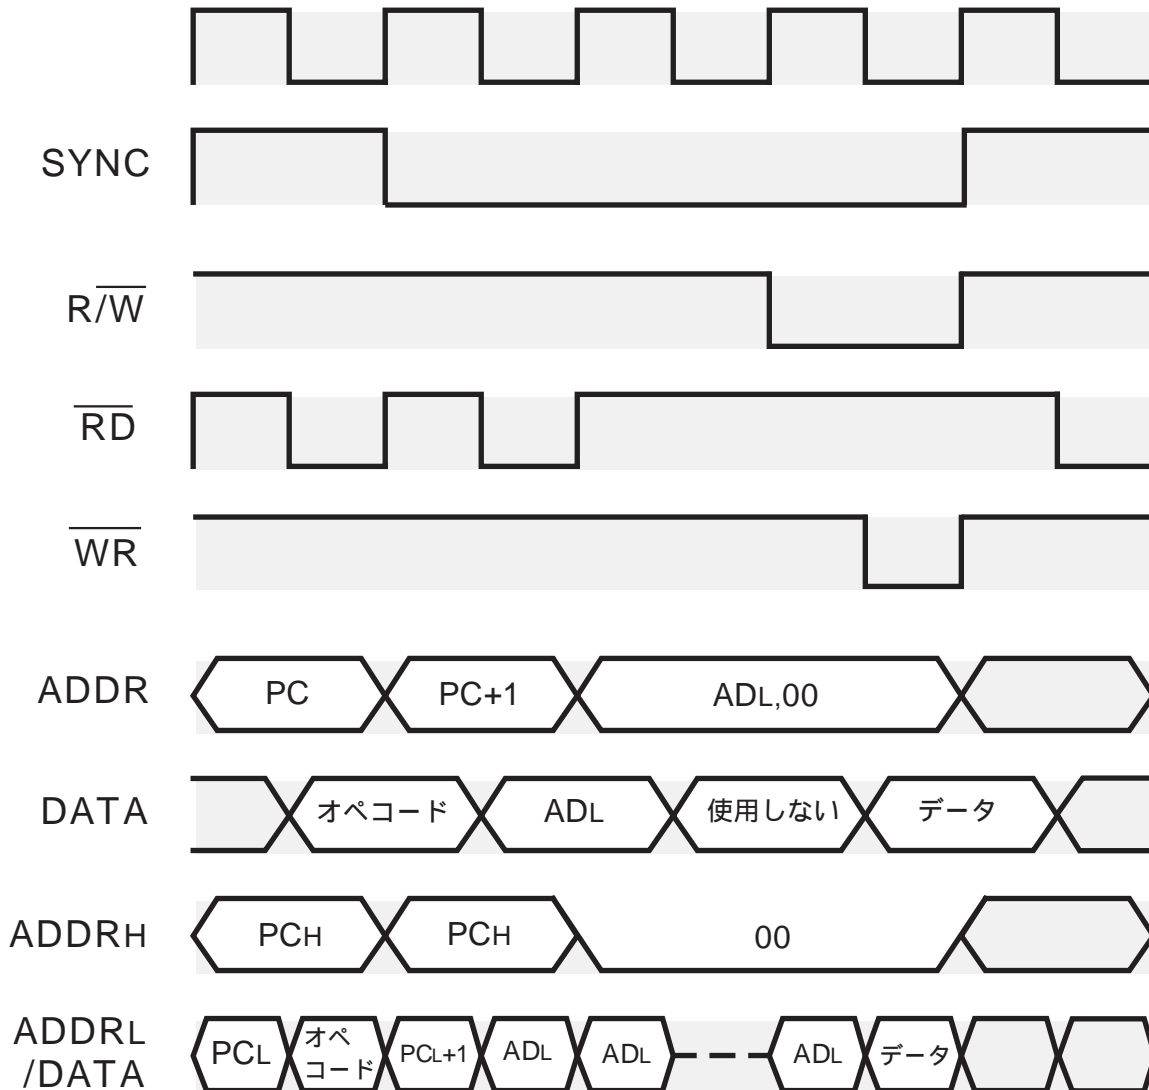 SYNC
R/W
RD
WR
ADDR PC PC+1 ADL,00
DATA オペコード ADL 使用しない データ
ADDRH PCH PCH 00
ADDRL
/DATA
PCL オペ
コード PCL+1 ADL ADL ADL データ